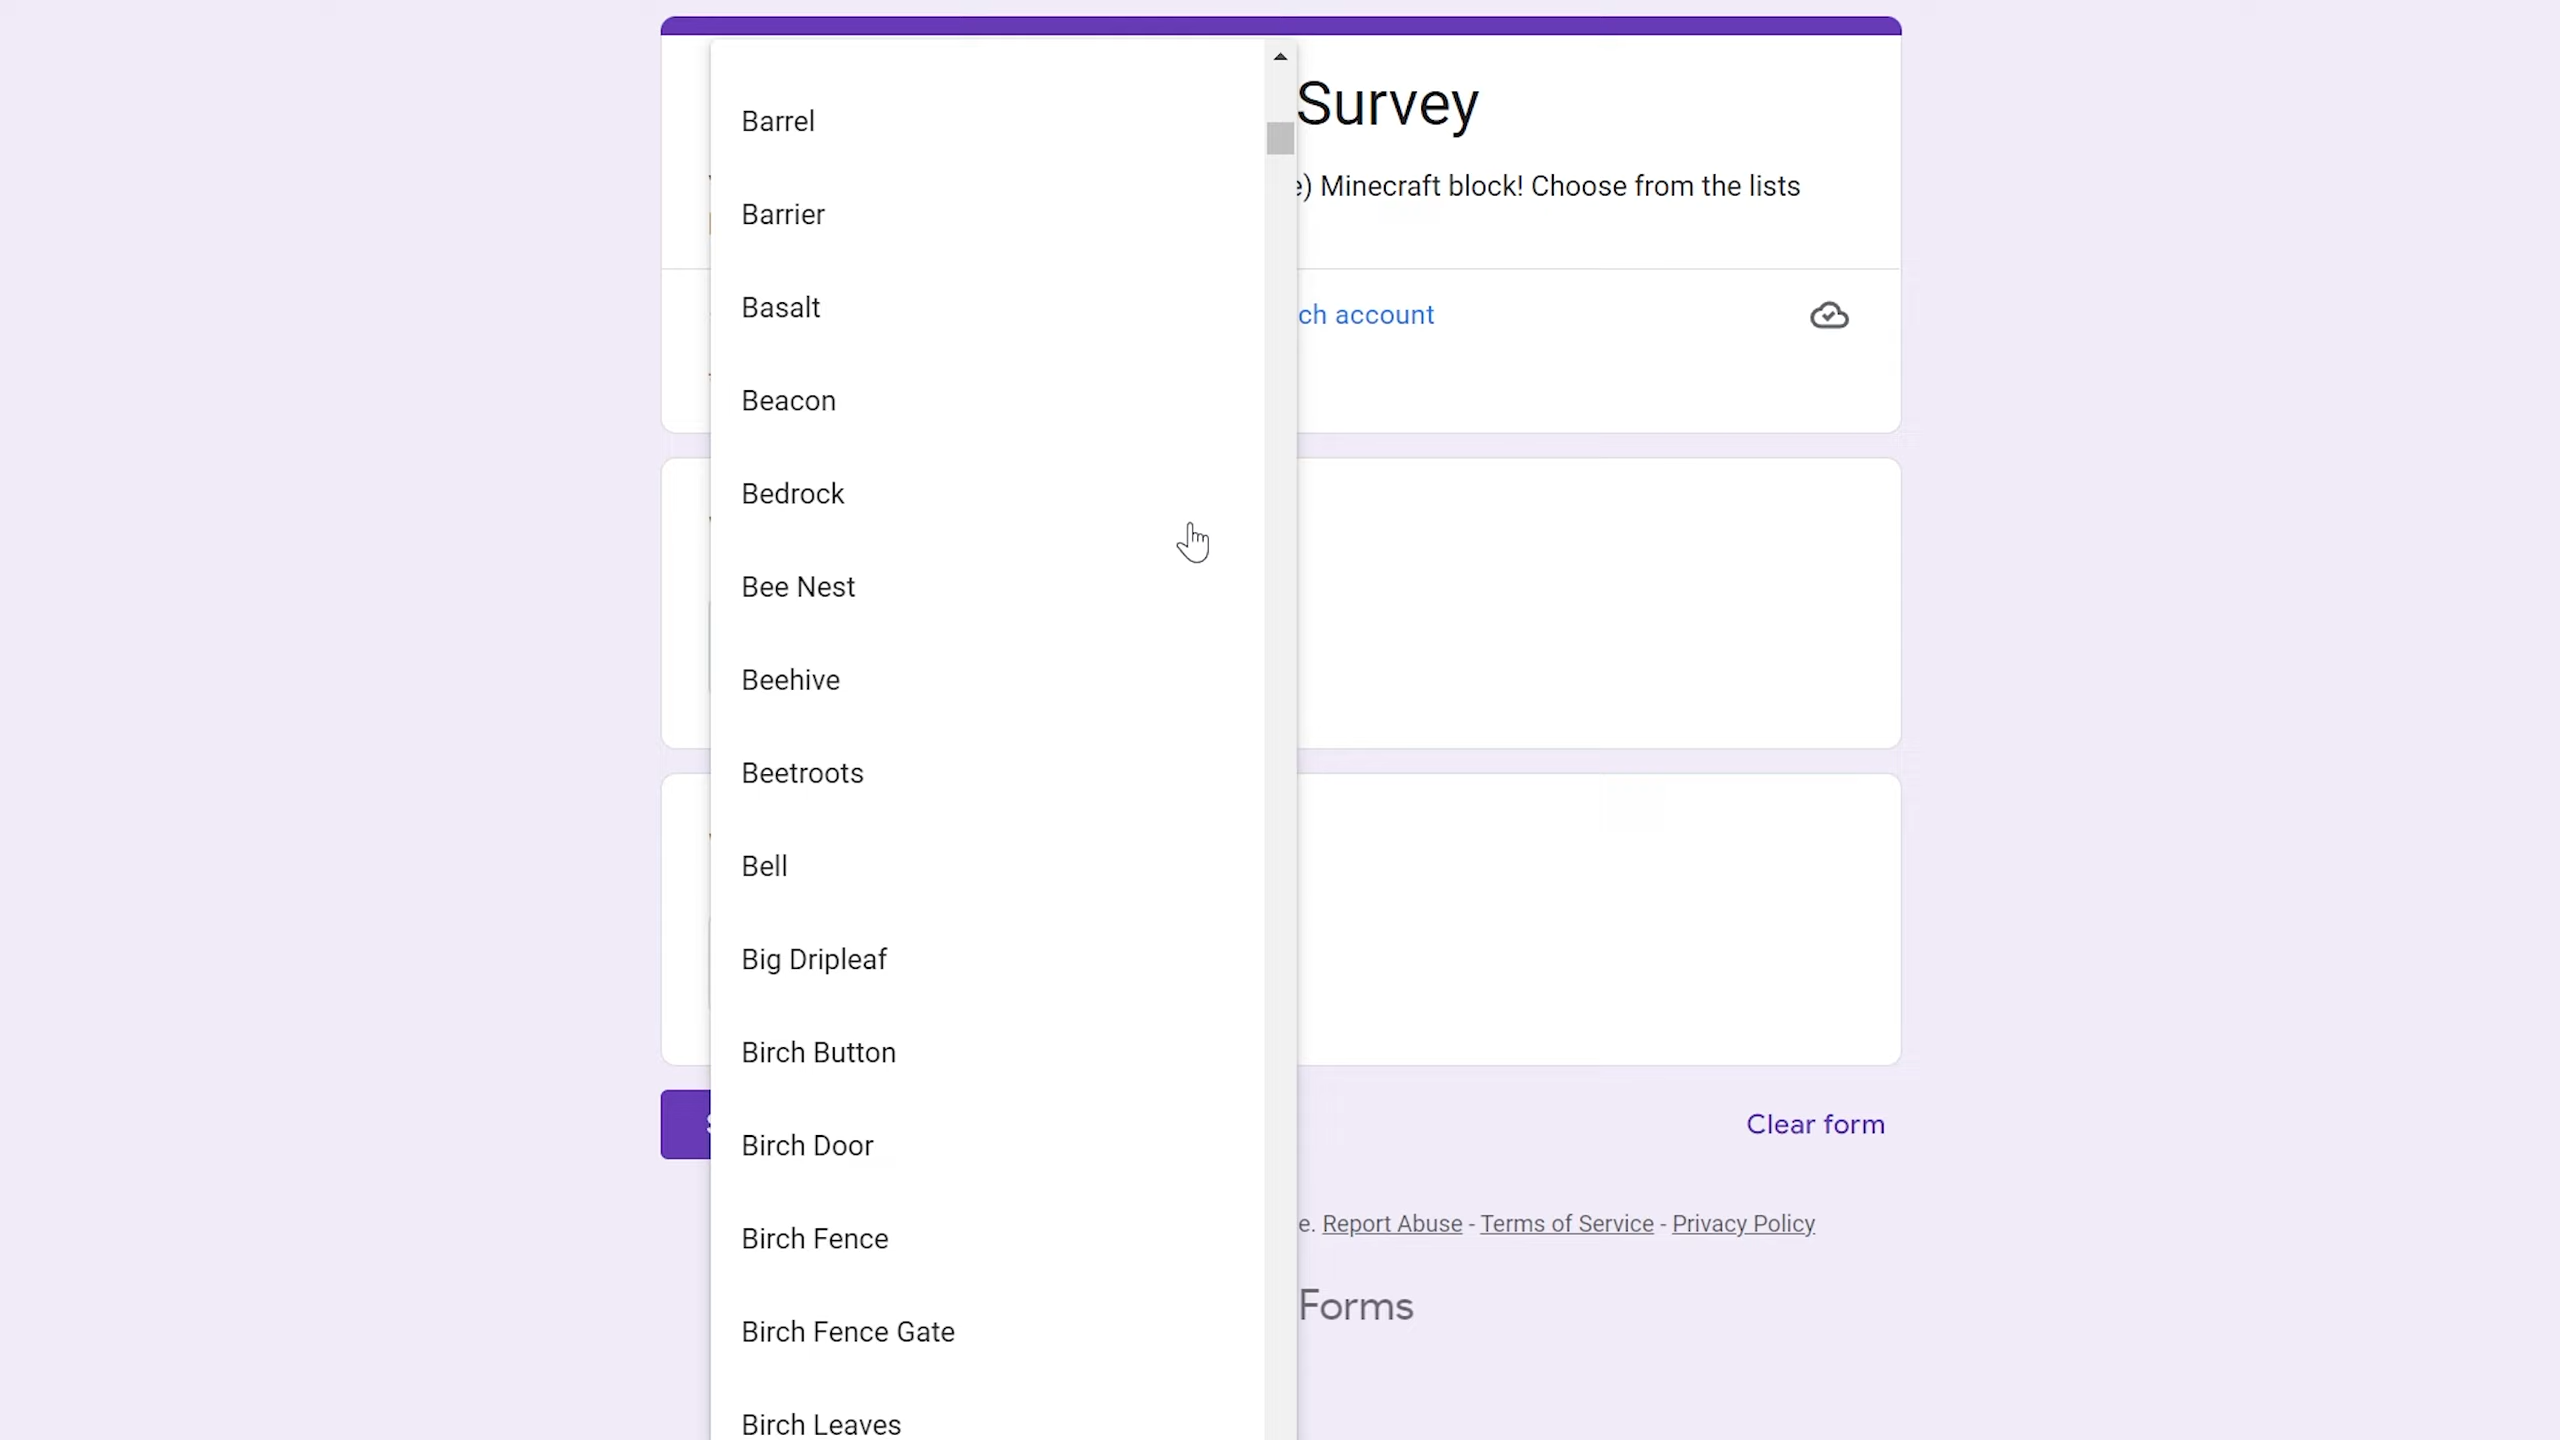 Survey
Minecraft block! Choose from the lists
account
Barrel
Barrier
Basalt
Beacon
Bedrock
Bee Nest
Beehive
Beetroots
Bell
Big Dripleaf
Birch Button
Birch Door
Birch Fence
Birch Fence Gate
Birch Leaves
Clear form
Report Abuse - Terms of Service - Privacy Policy
Forms